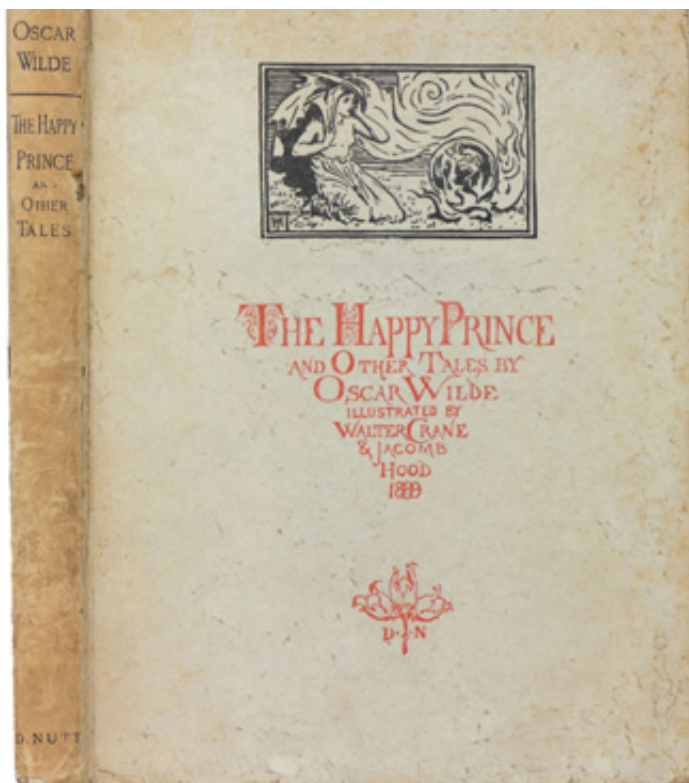 OSCAR
WILDE
THE HAPPY
PRINCE
AN
OTHER
TALES
D. NUTT
THE HAPPY PRINCE
AND OTHER TALES BY
OSCAR WILDE
ILLUSTRATED BY
WALTER CRANE
& JACOMB
HOOD
1889
D·N